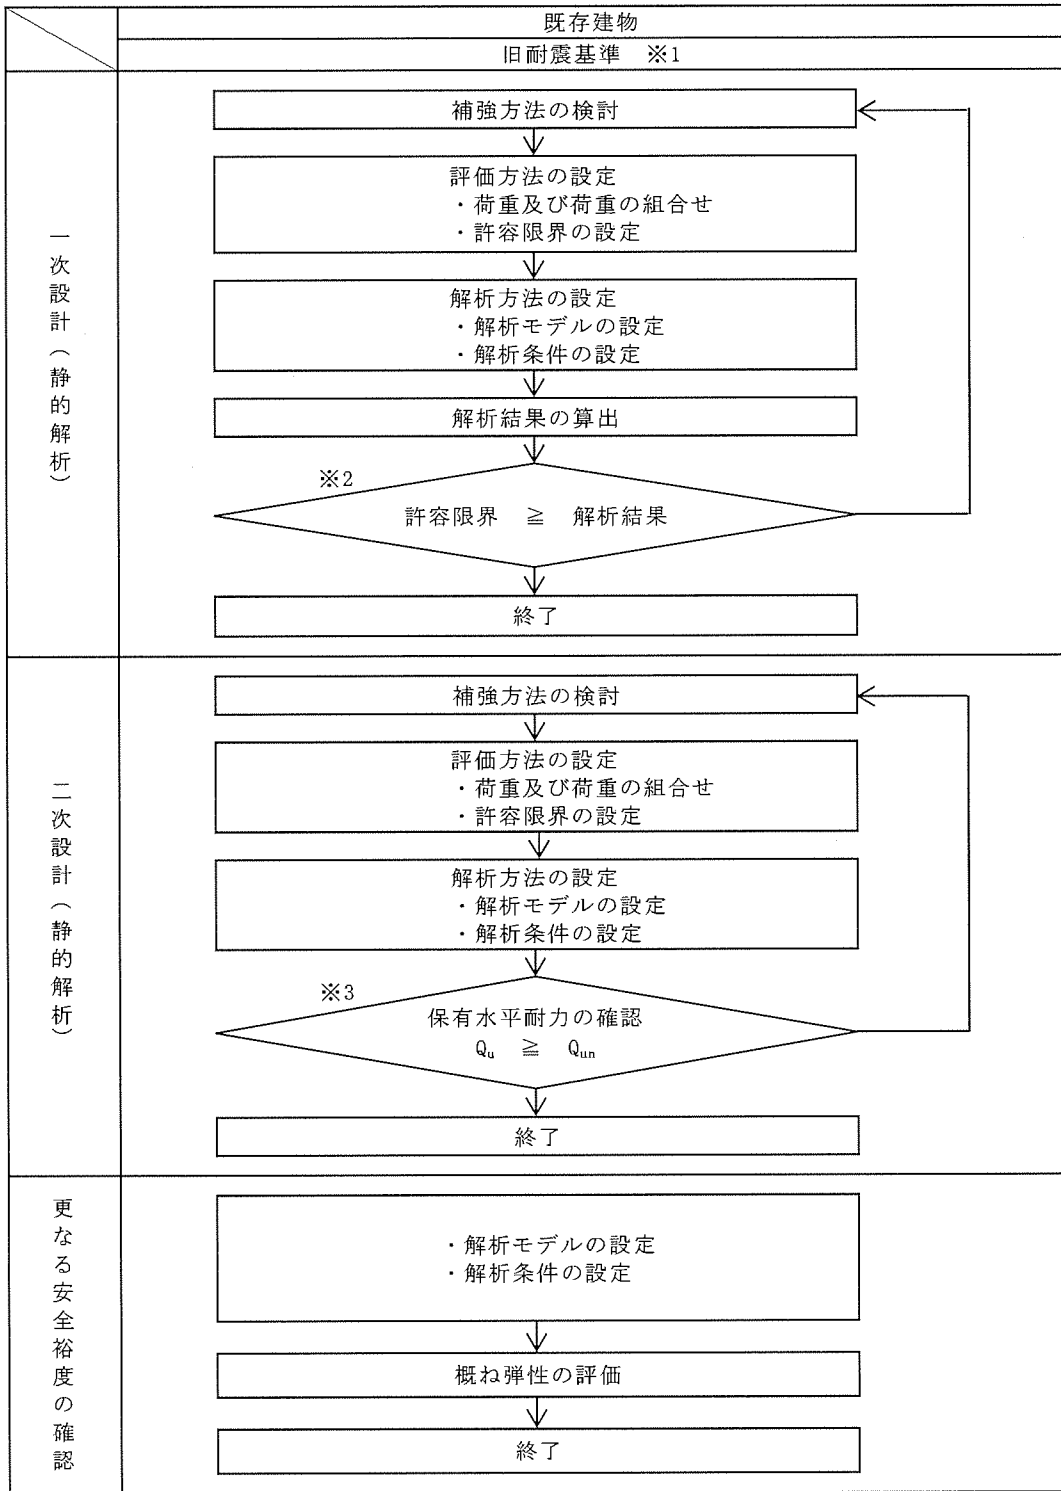 既存建物
旧耐震基準 ※1
一次設計(静的解析)
補強方法の検討
評価方法の設定
・荷重及び荷重の組合せ
・許容限界の設定
解析方法の設定
・解析モデルの設定
・解析条件の設定
解析結果の算出
※2
許容限界 ≧ 解析結果
終了
二次設計(静的解析)
補強方法の検討
評価方法の設定
・荷重及び荷重の組合せ
・許容限界の設定
解析方法の設定
・解析モデルの設定
・解析条件の設定
※3
保有水平耐力の確認
Qu ≧ Qun
終了
更なる安全裕度の確認
・解析モデルの設定
・解析条件の設定
概ね弾性の評価
終了